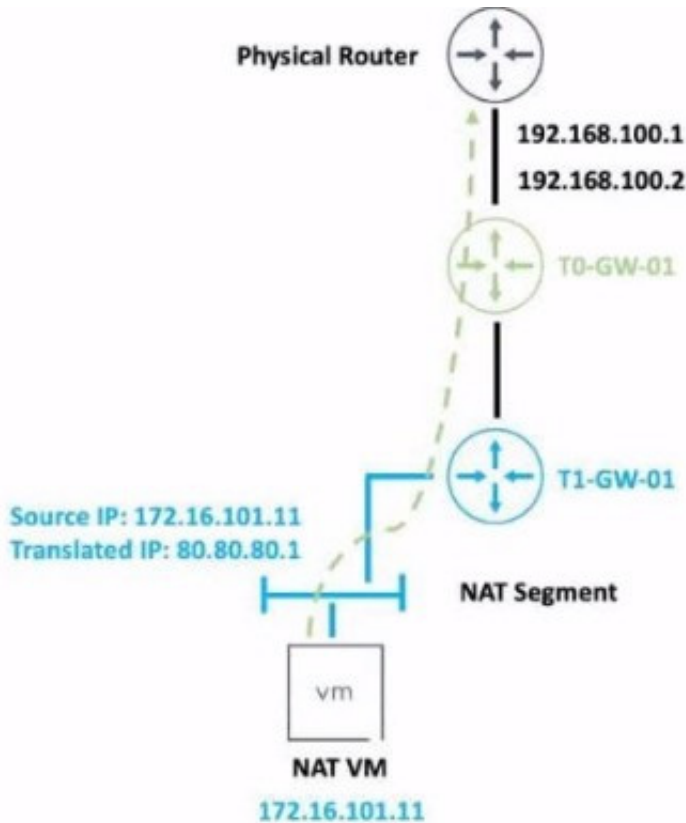 Physical Router
192.168.100.1
192.168.100.2
T0-GW-01
T1-GW-01
Source IP: 172.16.101.11
Translated IP: 80.80.80.1
NAT Segment
vm
NAT VM
172.16.101.11